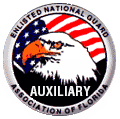 ENLISTED NATIONAL GUARD
AUXILIARY
ASSOCIATION OF FLORIDA